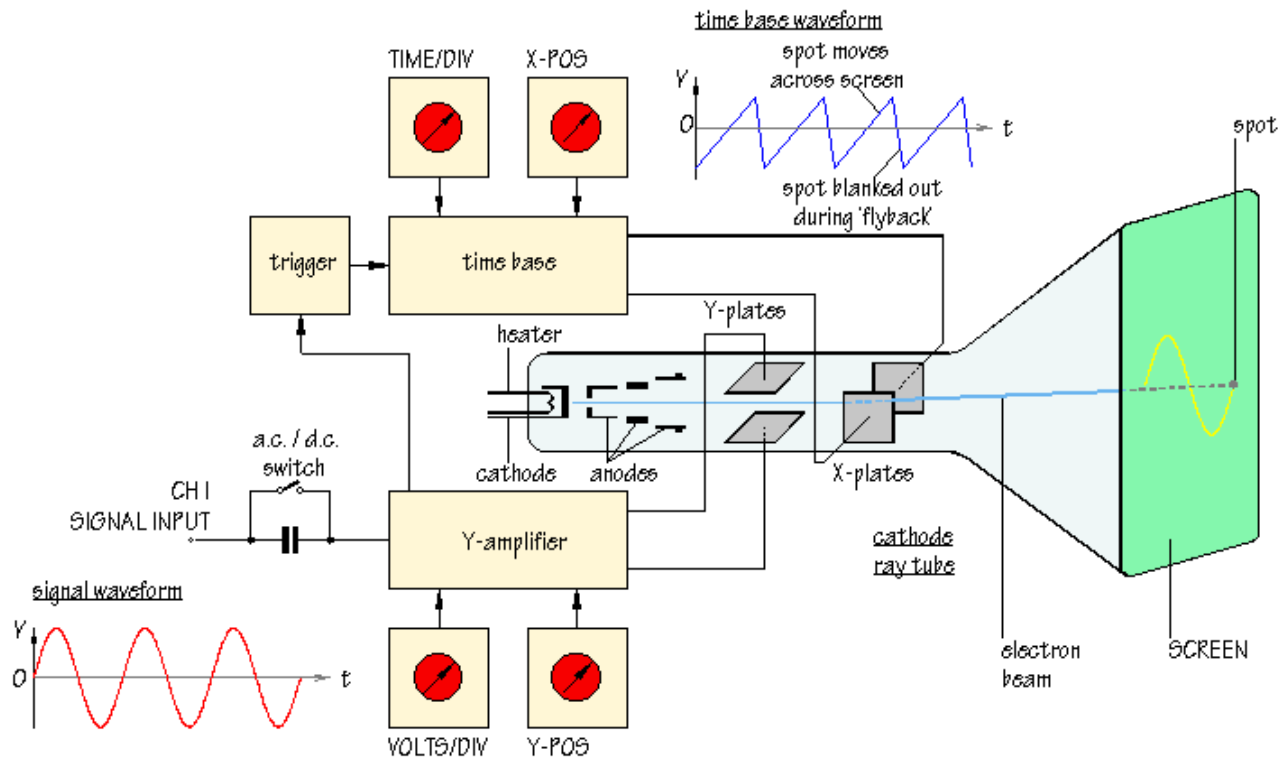 time base waveform
TIME/DIV
X-POS
spot moves
across screen
V
O
t
spot
spot blanked out
during 'flyback'
trigger
time base
Y-plates
heater
a.c. / d.c.
switch
cathode
anodes
X-plates
CH I
SIGNAL INPUT
Y-amplifier
cathode
ray tube
signal waveform
V
O
t
electron
beam
SCREEN
VOLTS/DIV
Y-POS